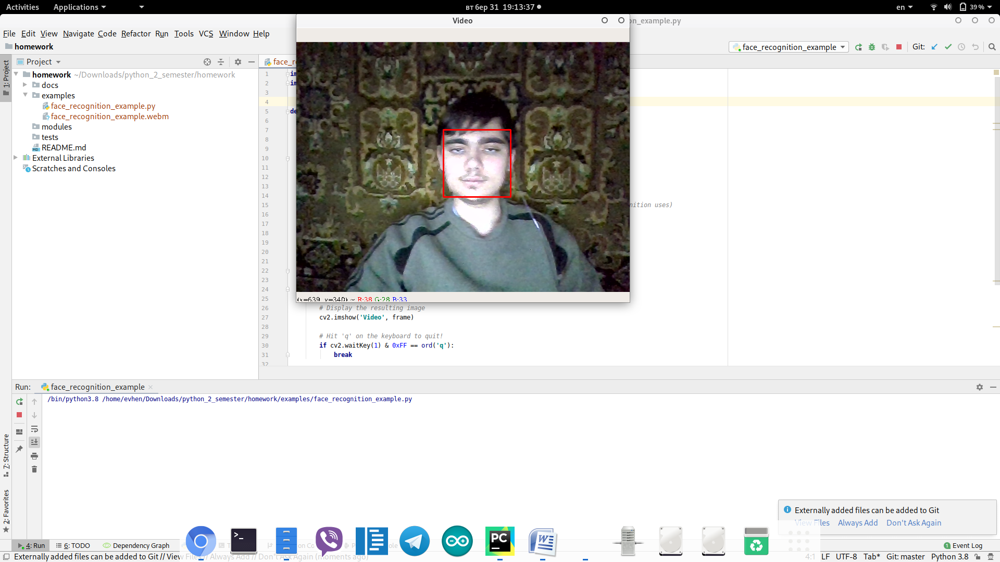 Activities Applications вт бер 31 19:13:37 en 39 %
Video
File Edit View Navigate Code Refactor Run Tools VCS Window Help
homework face_recognition_example Git:
Project
homework ~/Downloads/python_2_semester/homework
docs
examples
face_recognition_example.py
face_recognition_example.webm
modules
tests
README.md
External Libraries
Scratches and Consoles
1: Project
7: Structure
2: Favorites
face_r
on_example.py
1 im
2 im
3
4
5 de
6
7
8
9
10
11
12
13
14
15 nition uses)
16
17
18
19
20
21
22
23
24
25
26 # Display the resulting image
27 cv2.imshow('Video', frame)
28
29 # Hit 'q' on the keyboard to quit!
30 if cv2.waitKey(1) & 0xFF == ord('q'):
31 break
32
(x=639, y=340) ~ R:38 G:28 B:33
Run: face_recognition_example
/bin/python3.8 /home/evhen/Downloads/python_2_semester/homework/examples/face_recognition_example.py
Externally added files can be added to Git
View Files Always Add Don't Ask Again
>_
PC
W
4: Run 6: TODO Dependency Graph
1 Event Log
Externally added files can be added to Git // View Files // Always Add // Don't Ask Again (moments ago)
4:1 LF UTF-8 Tab* Git: master Python 3.8